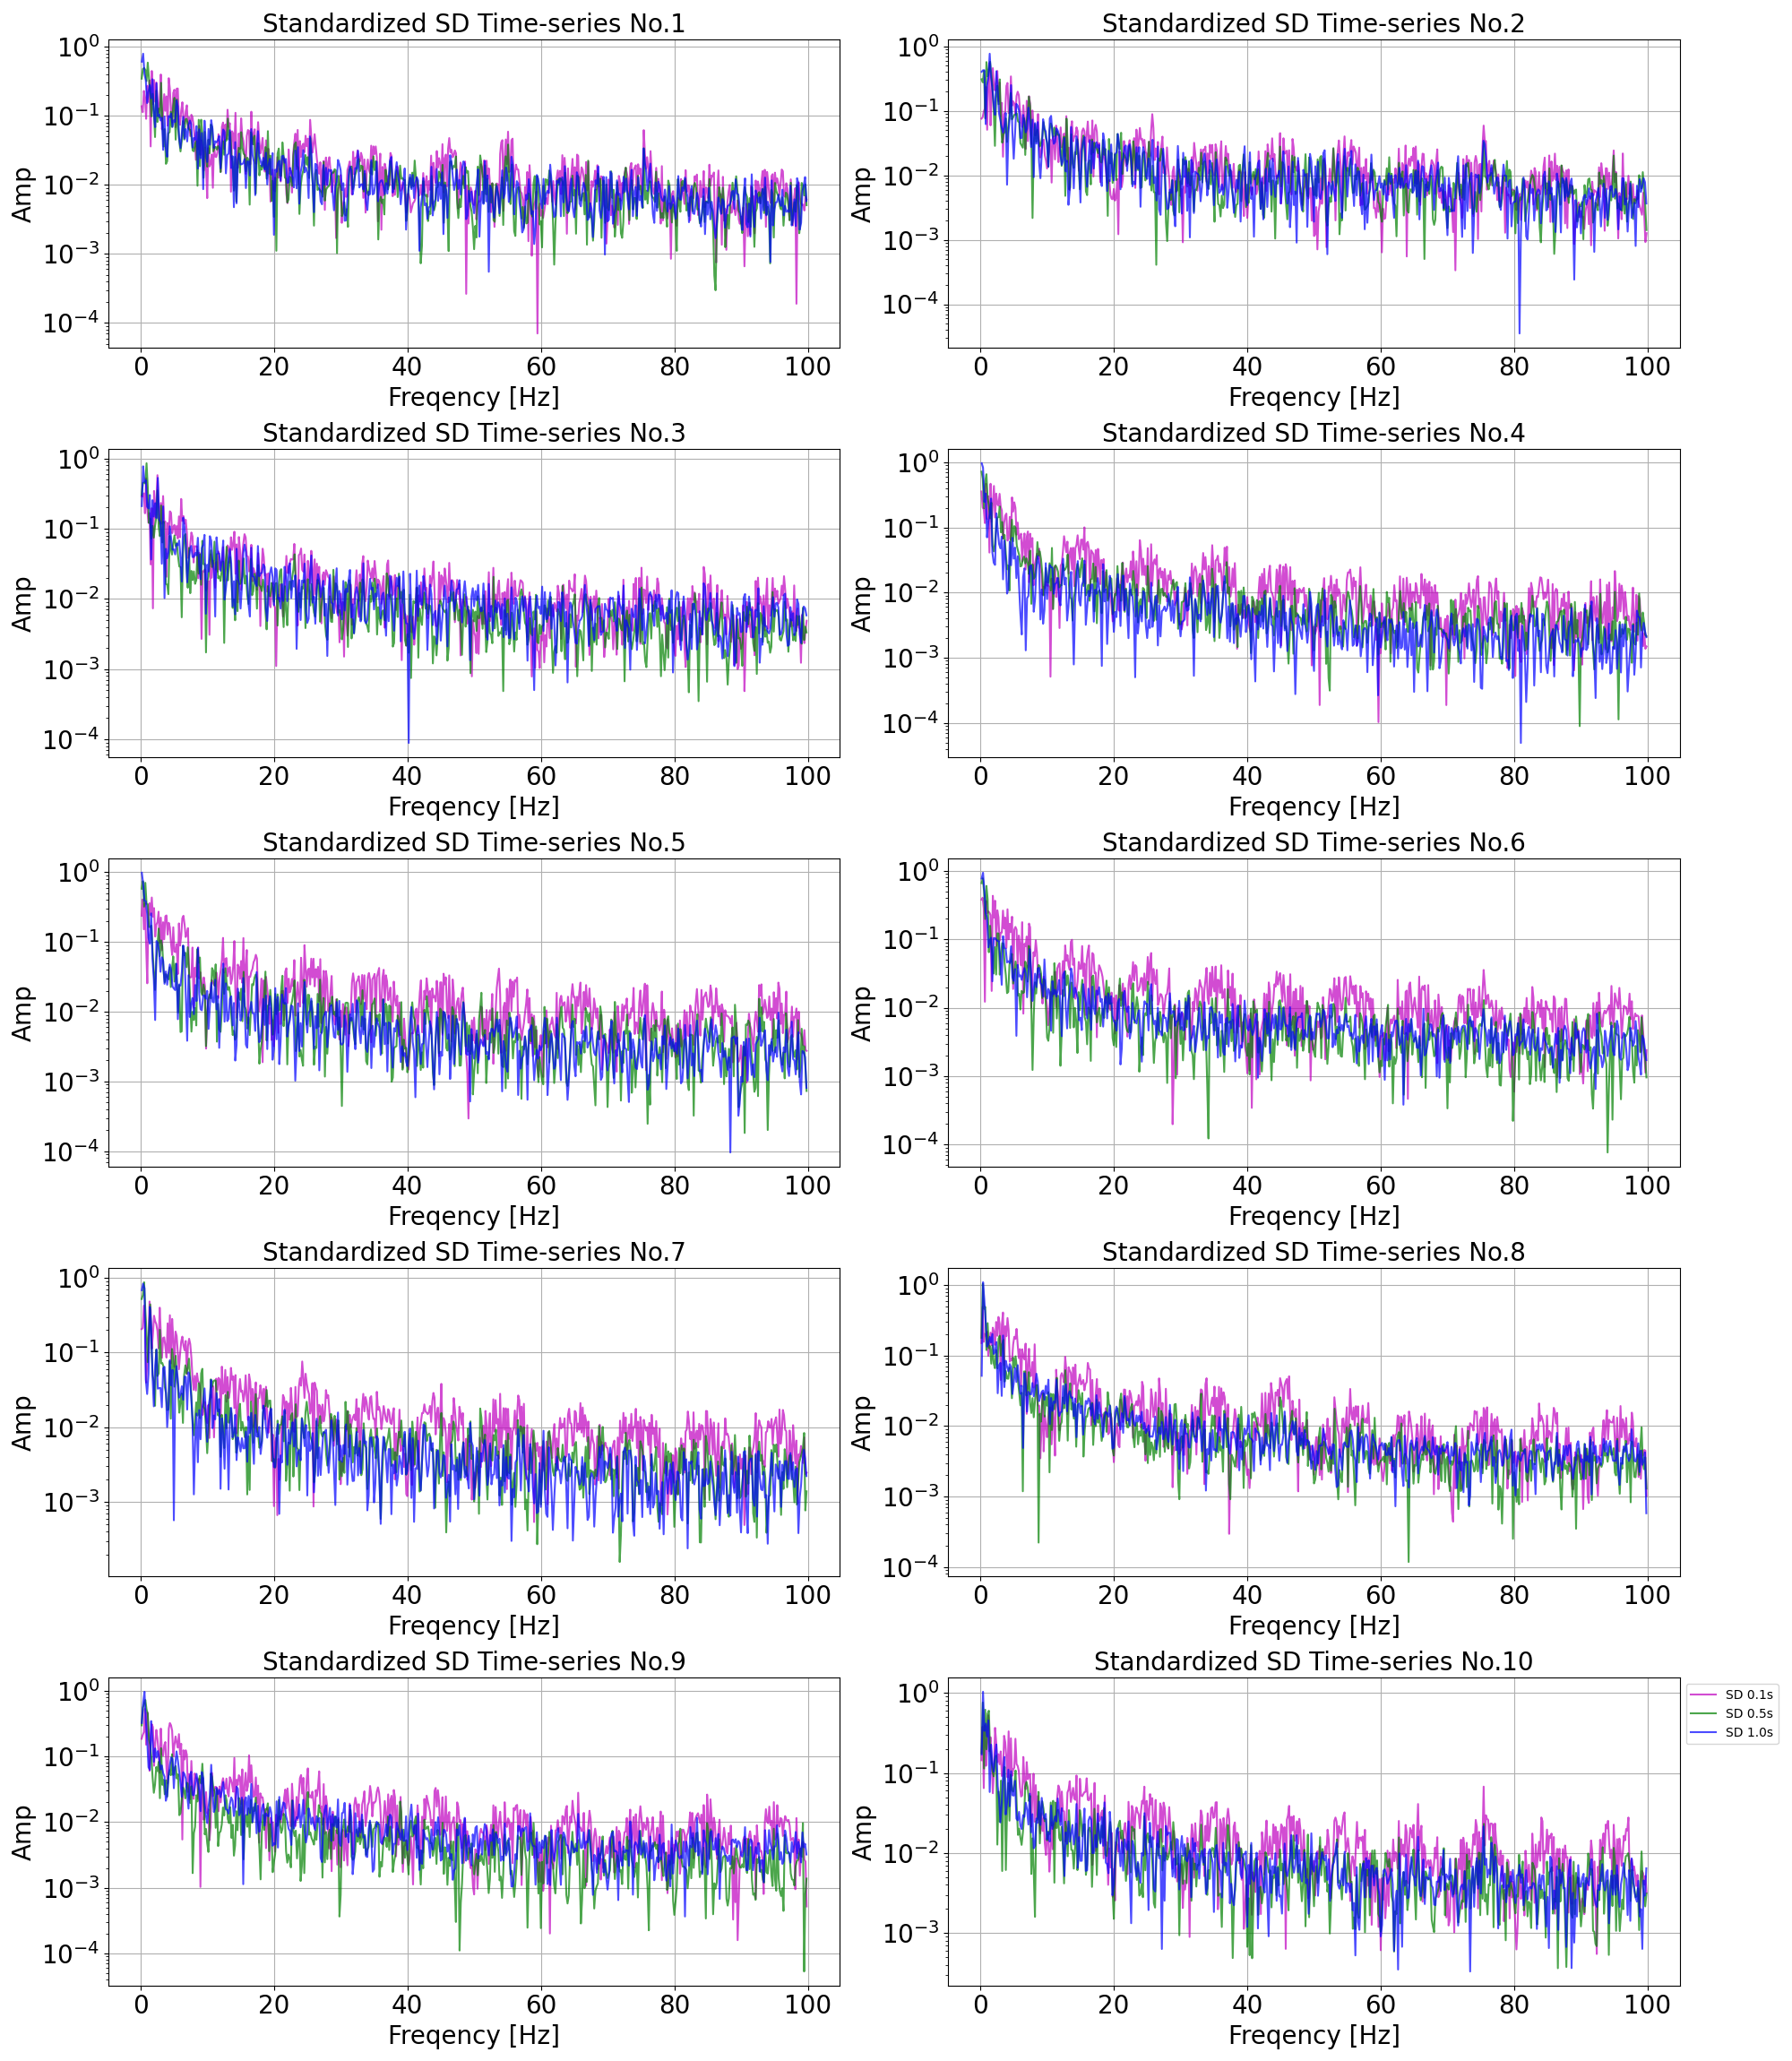 Standardized SD Time-series No.1
Amp
10^0
10^−1
10^−2
10^−3
10^−4
0 20 40 60 80 100
Freqency [Hz]
Standardized SD Time-series No.2
Amp
10^0
10^−1
10^−2
10^−3
10^−4
0 20 40 60 80 100
Freqency [Hz]
Standardized SD Time-series No.3
Amp
10^0
10^−1
10^−2
10^−3
10^−4
0 20 40 60 80 100
Freqency [Hz]
Standardized SD Time-series No.4
Amp
10^0
10^−1
10^−2
10^−3
10^−4
0 20 40 60 80 100
Freqency [Hz]
Standardized SD Time-series No.5
Amp
10^0
10^−1
10^−2
10^−3
10^−4
0 20 40 60 80 100
Freqency [Hz]
Standardized SD Time-series No.6
Amp
10^0
10^−1
10^−2
10^−3
10^−4
0 20 40 60 80 100
Freqency [Hz]
Standardized SD Time-series No.7
Amp
10^0
10^−1
10^−2
10^−3
0 20 40 60 80 100
Freqency [Hz]
Standardized SD Time-series No.8
Amp
10^0
10^−1
10^−2
10^−3
10^−4
0 20 40 60 80 100
Freqency [Hz]
Standardized SD Time-series No.9
Amp
10^0
10^−1
10^−2
10^−3
10^−4
0 20 40 60 80 100
Freqency [Hz]
Standardized SD Time-series No.10
Amp
10^0
10^−1
10^−2
10^−3
0 20 40 60 80 100
Freqency [Hz]
SD 0.1s
SD 0.5s
SD 1.0s